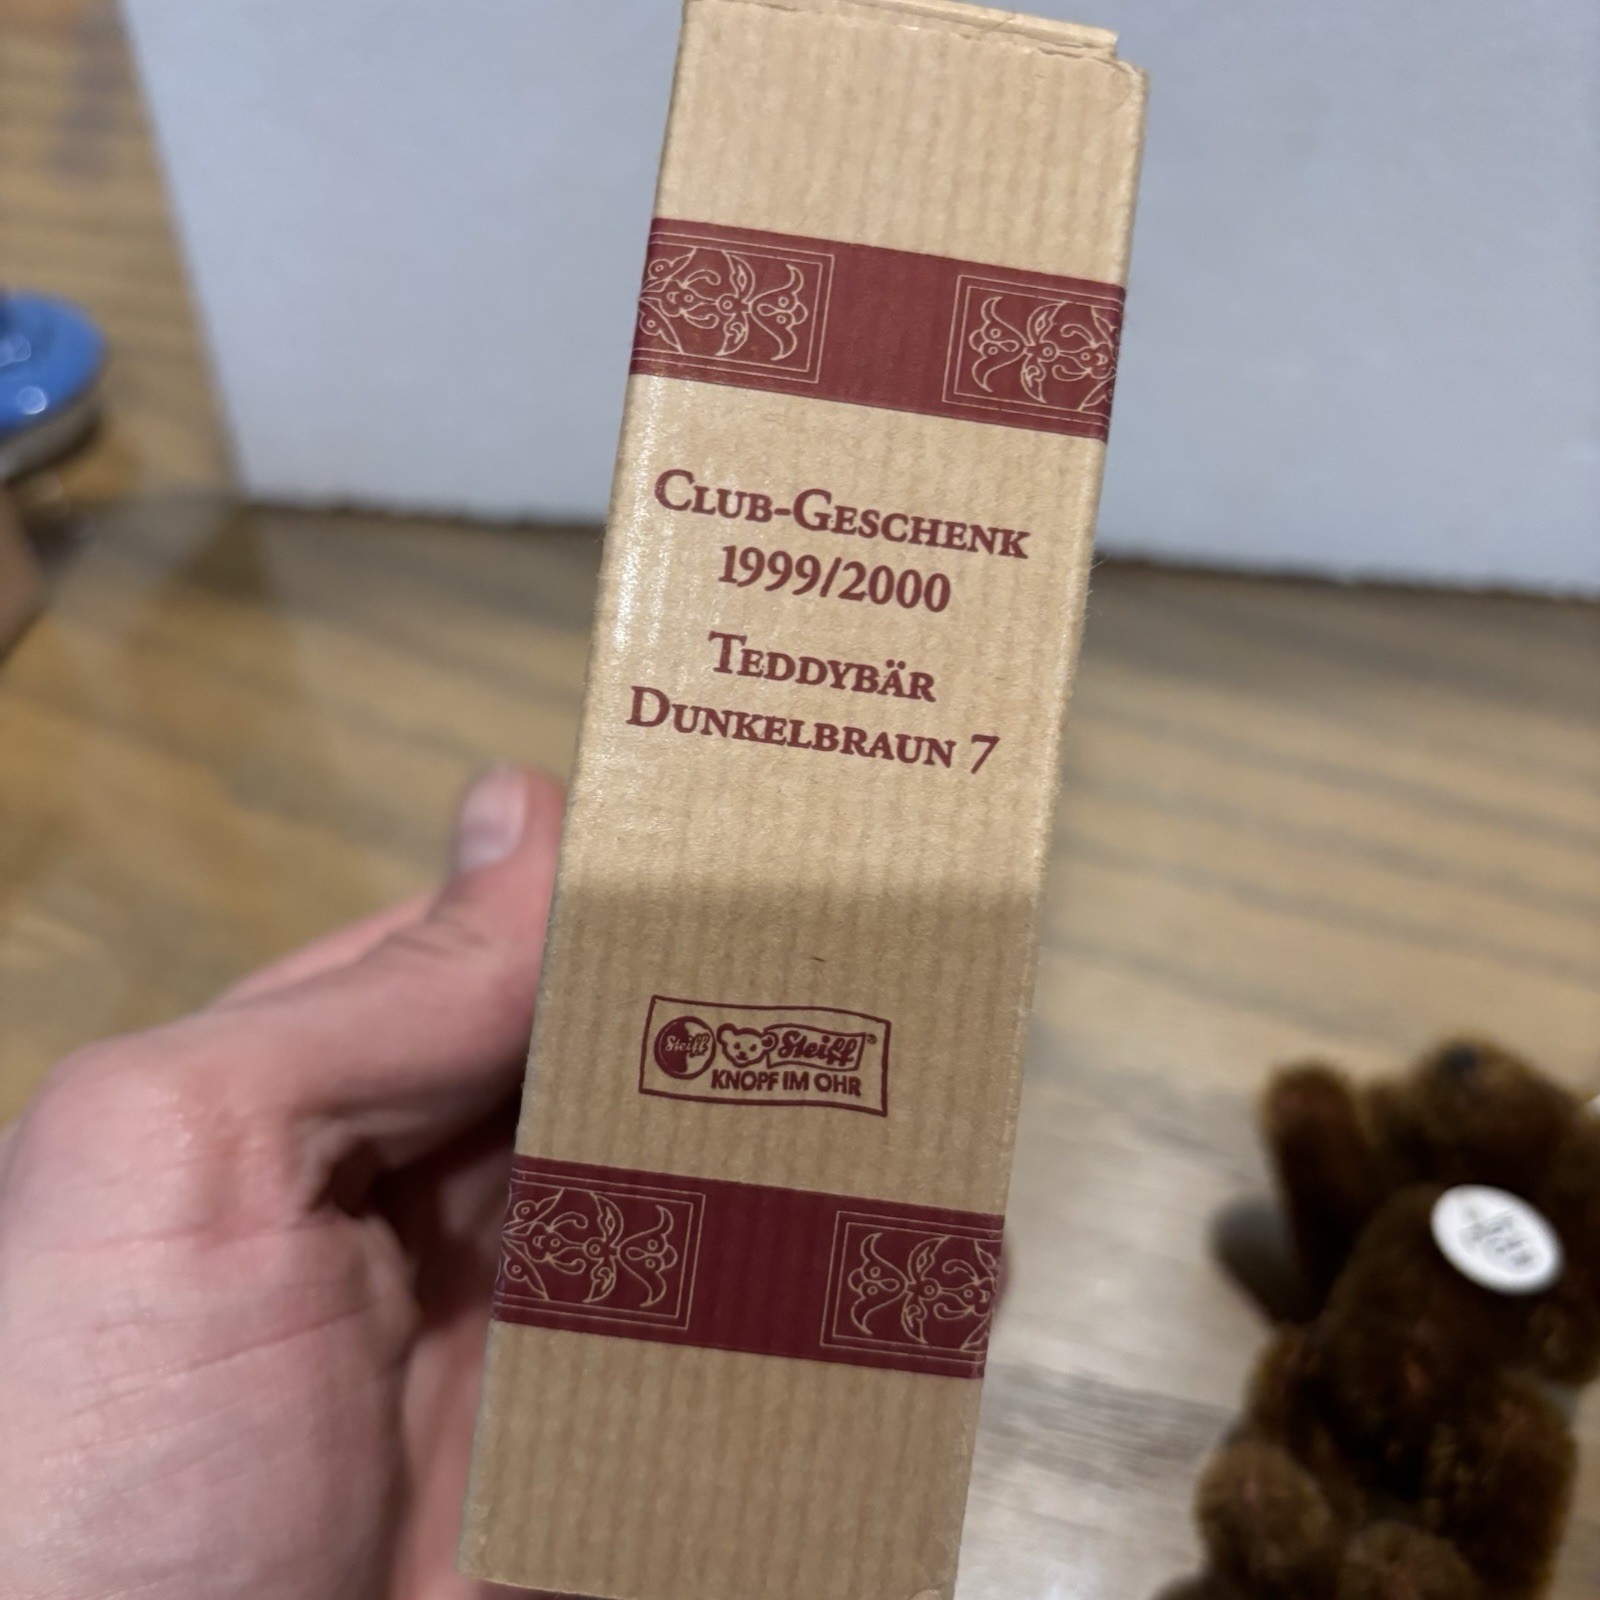 Club-Geschenk
1999/2000
Teddybär
Dunkelbraun 7
Steiff
Steiff®
KNOPF IM OHR